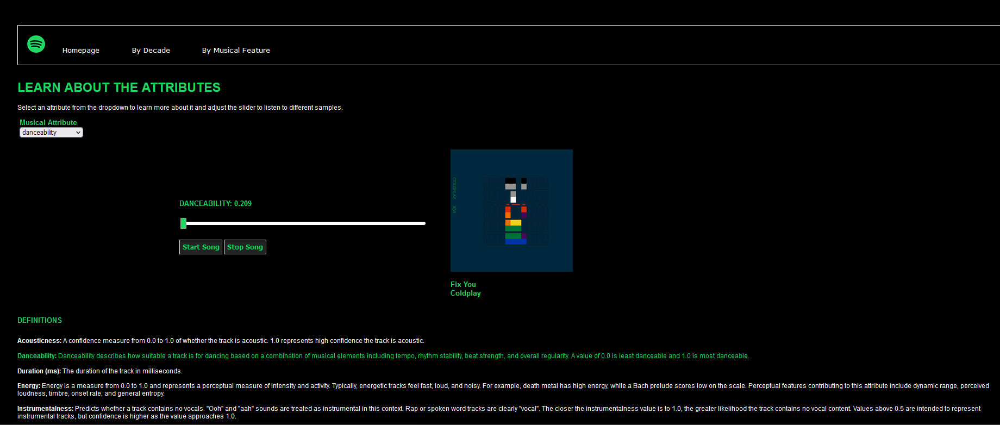 Homepage
By Decade
By Musical Feature
LEARN ABOUT THE ATTRIBUTES
Select an attribute from the dropdown to learn more about it and adjust the slider to listen to different samples.
Musical Attribute
danceability
DANCEABILITY: 0.209
Start Song
Stop Song
COLDPLAY X&Y
Fix You
Coldplay
DEFINITIONS
Acousticness: A confidence measure from 0.0 to 1.0 of whether the track is acoustic. 1.0 represents high confidence the track is acoustic.
Danceability: Danceability describes how suitable a track is for dancing based on a combination of musical elements including tempo, rhythm stability, beat strength, and overall regularity. A value of 0.0 is least danceable and 1.0 is most danceable.
Duration (ms): The duration of the track in milliseconds.
Energy: Energy is a measure from 0.0 to 1.0 and represents a perceptual measure of intensity and activity. Typically, energetic tracks feel fast, loud, and noisy. For example, death metal has high energy, while a Bach prelude scores low on the scale. Perceptual features contributing to this attribute include dynamic range, perceived
loudness, timbre, onset rate, and general entropy.
Instrumentalness: Predicts whether a track contains no vocals. "Ooh" and "aah" sounds are treated as instrumental in this context. Rap or spoken word tracks are clearly "vocal". The closer the instrumentalness value is to 1.0, the greater likelihood the track contains no vocal content. Values above 0.5 are intended to represent
instrumental tracks, but confidence is higher as the value approaches 1.0.